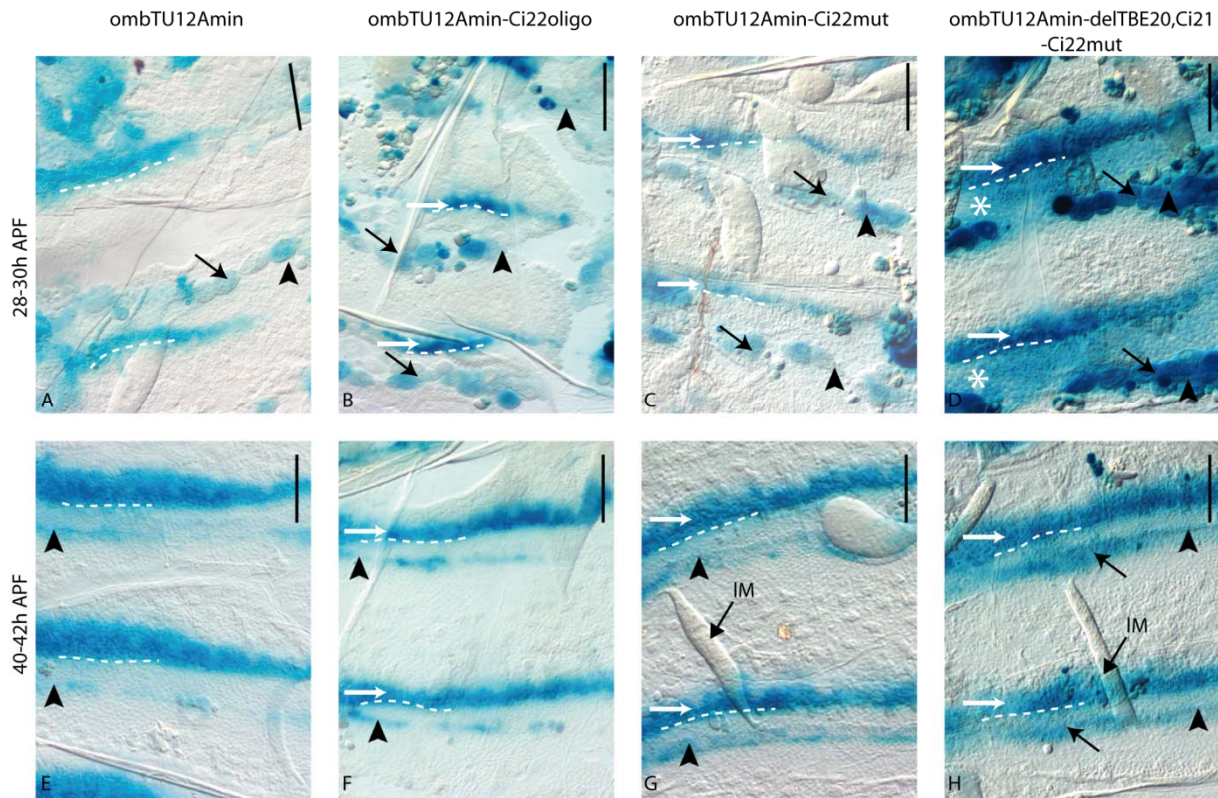 ombTU12Amin
ombTU12Amin-Ci22oligo
ombTU12Amin-Ci22mut
ombTU12Amin-delTBE20,Ci21
-Ci22mut
28-30h APF
A
B
C
D
40-42h APF
IM
IM
E
F
G
H